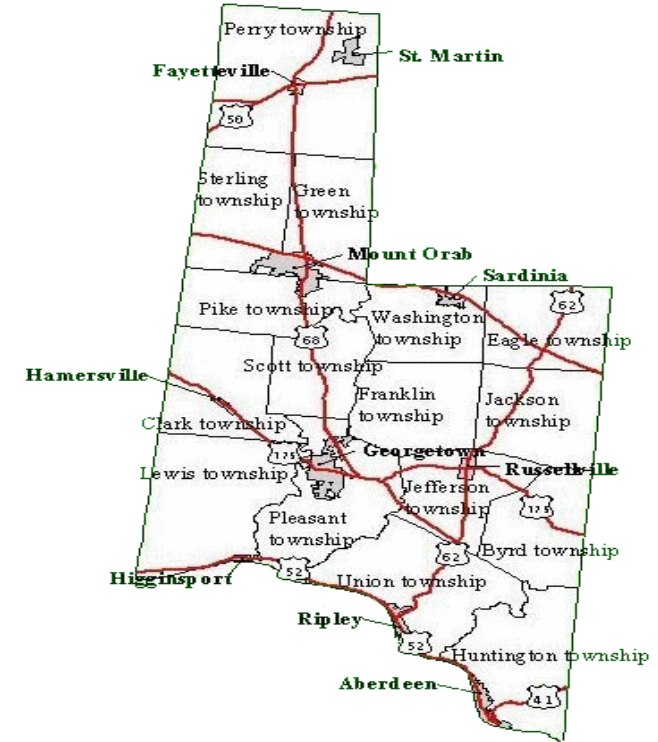 Perry township
St. Martin
Fayetteville
50
Sterling
township
Green
township
Mount Orab
Sardinia
62
Pike township
Washington
township
Eagle township
68
Scott township
Hamersville
Franklin
township
Jackson
township
Clark township
Georgetown
175
Russellville
Lewis township
Jefferson
township
175
Pleasant
township
62
Byrd township
52
Higginsport
Union township
Ripley
52
Huntington township
Aberdeen
41